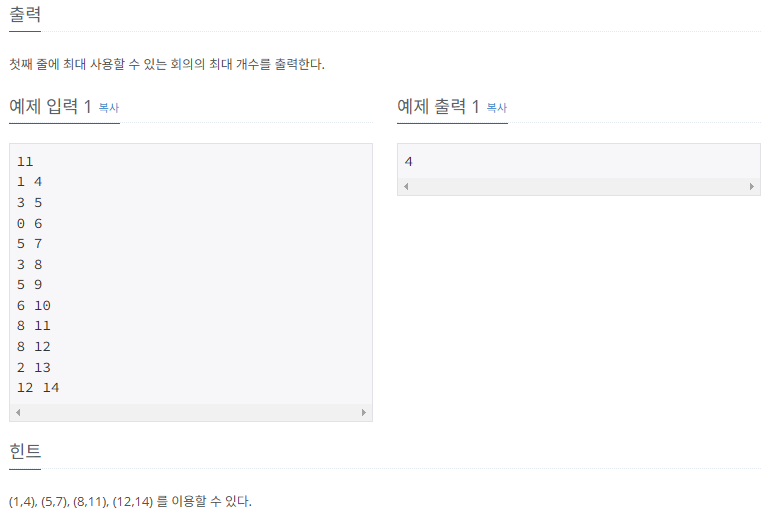 출력
첫째 줄에 최대 사용할 수 있는 회의의 최대 개수를 출력한다.
예제 입력 1 복사
11
1 4
3 5
0 6
5 7
3 8
5 9
6 10
8 11
8 12
2 13
12 14
예제 출력 1 복사
4
힌트
(1,4), (5,7), (8,11), (12,14) 를 이용할 수 있다.